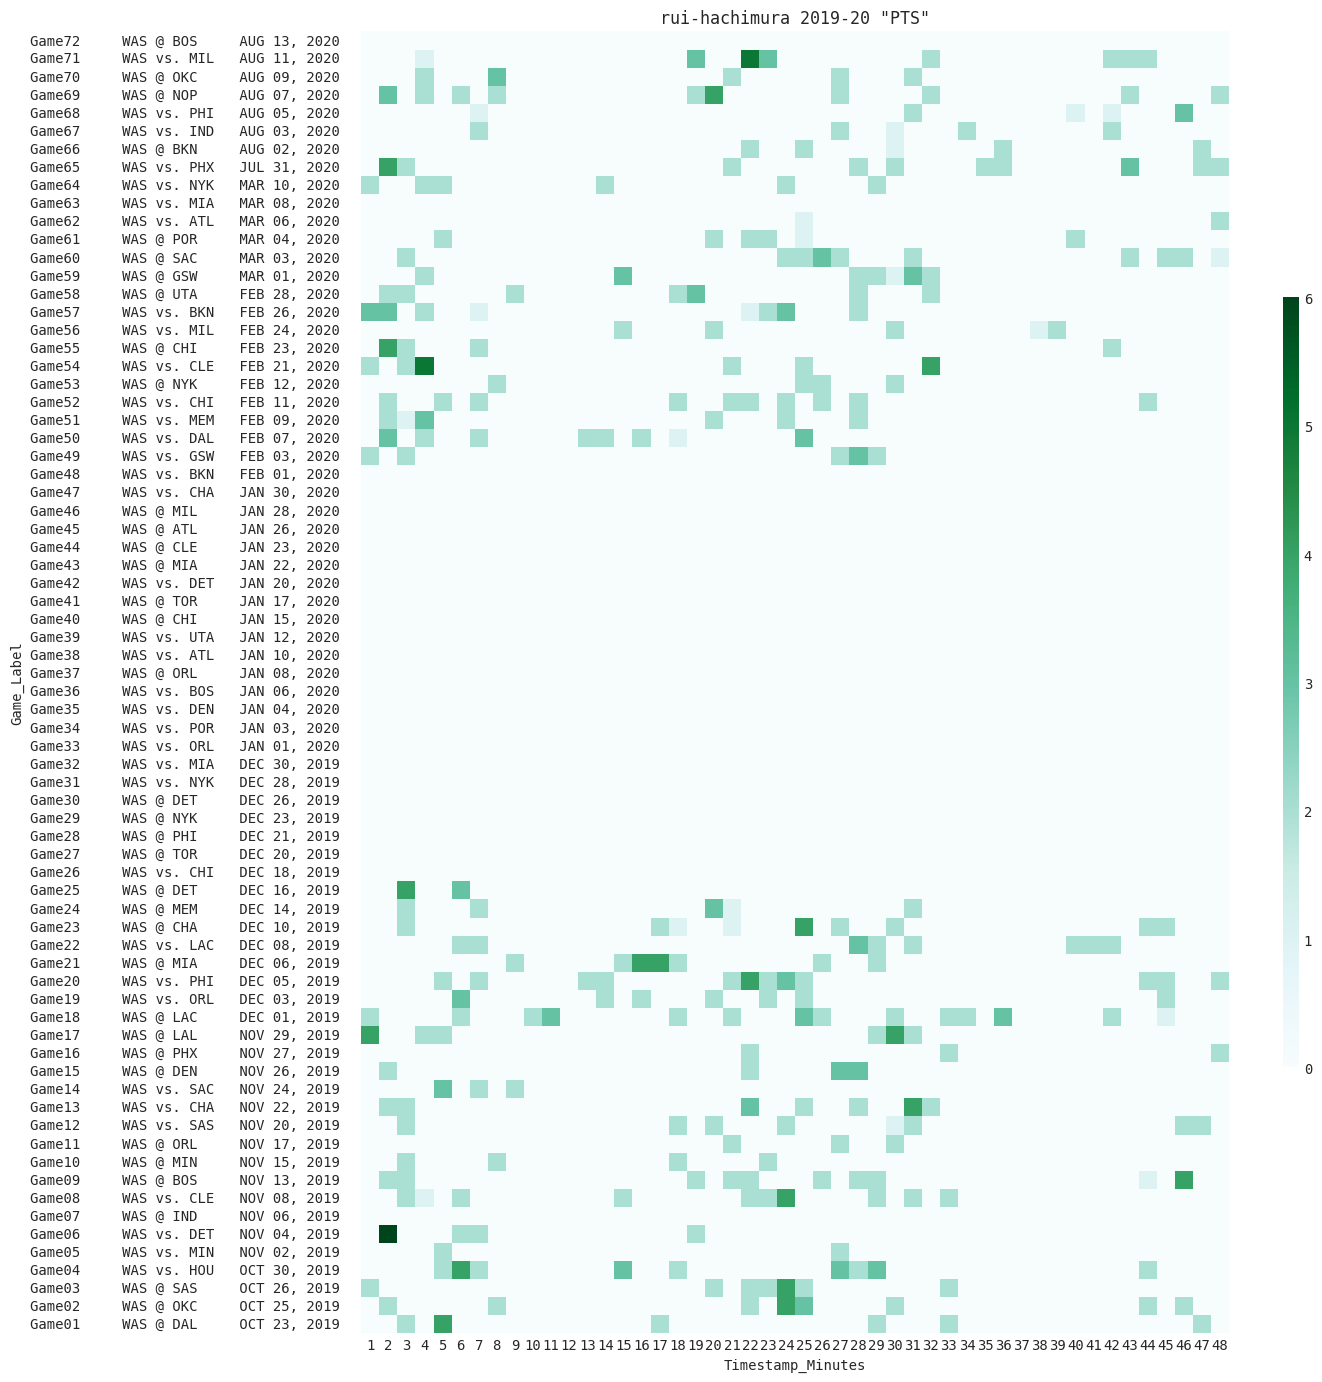 rui-hachimura 2019-20 "PTS"
Game72 WAS @ BOS AUG 13, 2020
Game71 WAS vs. MIL AUG 11, 2020
Game70 WAS @ OKC AUG 09, 2020
Game69 WAS @ NOP AUG 07, 2020
Game68 WAS vs. PHI AUG 05, 2020
Game67 WAS vs. IND AUG 03, 2020
Game66 WAS @ BKN AUG 02, 2020
Game65 WAS vs. PHX JUL 31, 2020
Game64 WAS vs. NYK MAR 10, 2020
Game63 WAS vs. MIA MAR 08, 2020
Game62 WAS vs. ATL MAR 06, 2020
Game61 WAS @ POR MAR 04, 2020
Game60 WAS @ SAC MAR 03, 2020
Game59 WAS @ GSW MAR 01, 2020
Game58 WAS @ UTA FEB 28, 2020
Game57 WAS vs. BKN FEB 26, 2020
Game56 WAS vs. MIL FEB 24, 2020
Game55 WAS @ CHI FEB 23, 2020
Game54 WAS vs. CLE FEB 21, 2020
Game53 WAS @ NYK FEB 12, 2020
Game52 WAS vs. CHI FEB 11, 2020
Game51 WAS vs. MEM FEB 09, 2020
Game50 WAS vs. DAL FEB 07, 2020
Game49 WAS vs. GSW FEB 03, 2020
Game48 WAS vs. BKN FEB 01, 2020
Game47 WAS vs. CHA JAN 30, 2020
Game46 WAS @ MIL JAN 28, 2020
Game45 WAS @ ATL JAN 26, 2020
Game44 WAS @ CLE JAN 23, 2020
Game43 WAS @ MIA JAN 22, 2020
Game42 WAS vs. DET JAN 20, 2020
Game41 WAS @ TOR JAN 17, 2020
Game40 WAS @ CHI JAN 15, 2020
Game39 WAS vs. UTA JAN 12, 2020
Game38 WAS vs. ATL JAN 10, 2020
Game37 WAS @ ORL JAN 08, 2020
Game36 WAS vs. BOS JAN 06, 2020
Game35 WAS vs. DEN JAN 04, 2020
Game34 WAS vs. POR JAN 03, 2020
Game33 WAS vs. ORL JAN 01, 2020
Game32 WAS vs. MIA DEC 30, 2019
Game31 WAS vs. NYK DEC 28, 2019
Game30 WAS @ DET DEC 26, 2019
Game29 WAS @ NYK DEC 23, 2019
Game28 WAS @ PHI DEC 21, 2019
Game27 WAS @ TOR DEC 20, 2019
Game26 WAS vs. CHI DEC 18, 2019
Game25 WAS @ DET DEC 16, 2019
Game24 WAS @ MEM DEC 14, 2019
Game23 WAS @ CHA DEC 10, 2019
Game22 WAS vs. LAC DEC 08, 2019
Game21 WAS @ MIA DEC 06, 2019
Game20 WAS vs. PHI DEC 05, 2019
Game19 WAS vs. ORL DEC 03, 2019
Game18 WAS @ LAC DEC 01, 2019
Game17 WAS @ LAL NOV 29, 2019
Game16 WAS @ PHX NOV 27, 2019
Game15 WAS @ DEN NOV 26, 2019
Game14 WAS vs. SAC NOV 24, 2019
Game13 WAS vs. CHA NOV 22, 2019
Game12 WAS vs. SAS NOV 20, 2019
Game11 WAS @ ORL NOV 17, 2019
Game10 WAS @ MIN NOV 15, 2019
Game09 WAS @ BOS NOV 13, 2019
Game08 WAS vs. CLE NOV 08, 2019
Game07 WAS @ IND NOV 06, 2019
Game06 WAS vs. DET NOV 04, 2019
Game05 WAS vs. MIN NOV 02, 2019
Game04 WAS vs. HOU OCT 30, 2019
Game03 WAS @ SAS OCT 26, 2019
Game02 WAS @ OKC OCT 25, 2019
Game01 WAS @ DAL OCT 23, 2019
Game_Label
1 2 3 4 5 6 7 8 9 10 11 12 13 14 15 16 17 18 19 20 21 22 23 24 25 26 27 28 29 30 31 32 33 34 35 36 37 38 39 40 41 42 43 44 45 46 47 48
Timestamp_Minutes
6
5
4
3
2
1
0